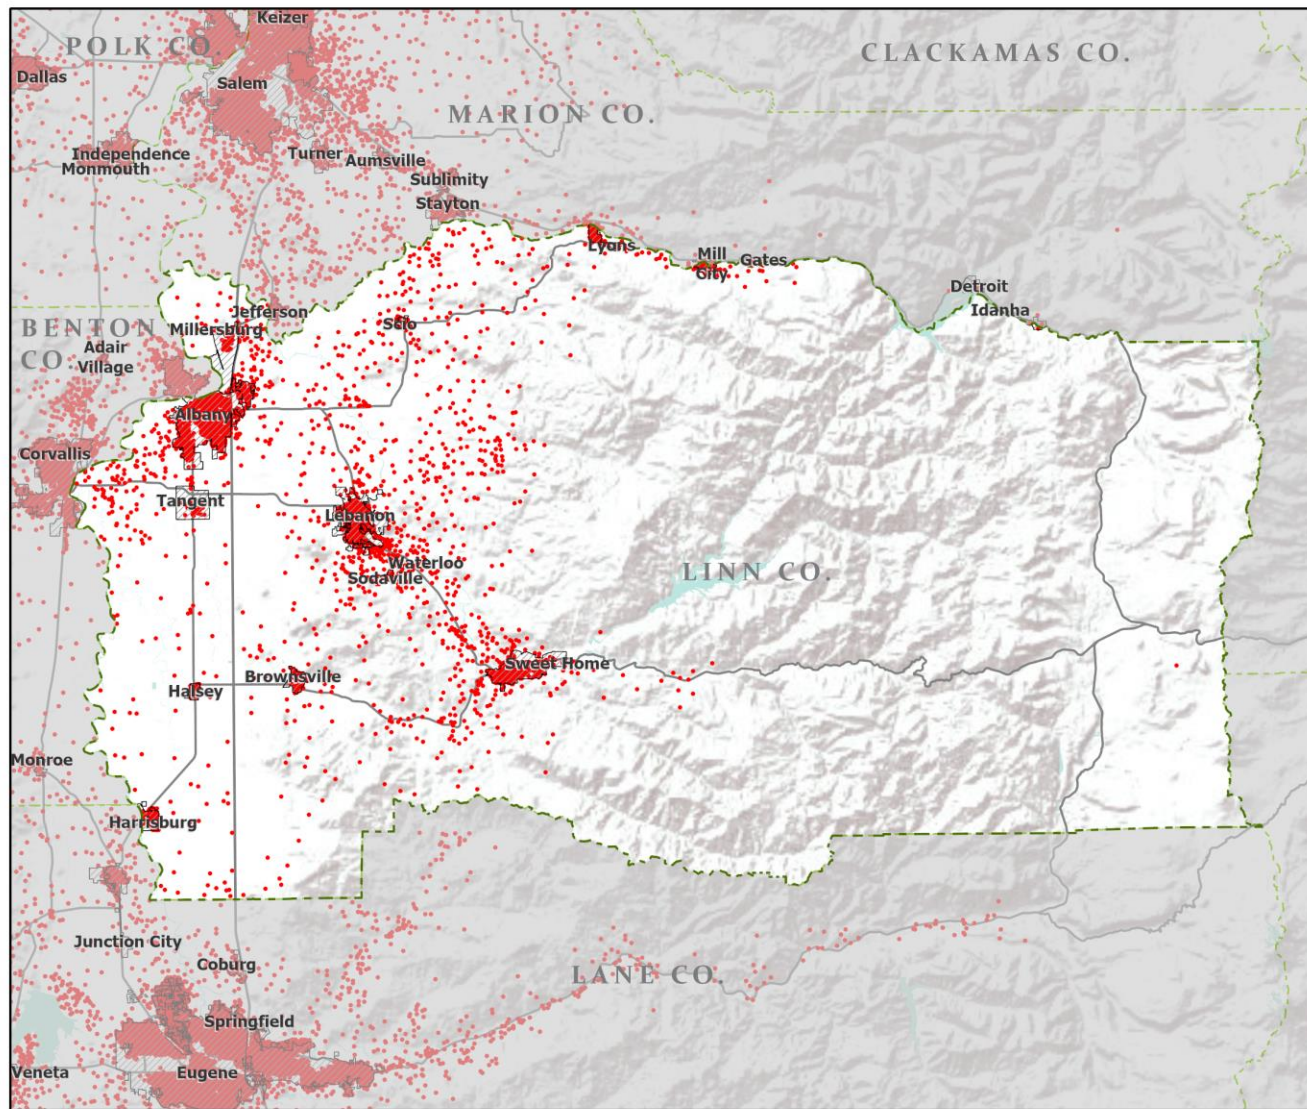 Keizer
POLK CO.
CLACKAMAS CO.
Dallas
Salem
MARION CO.
Independence
Monmouth
Turner
Aumsville
Sublimity
Stayton
Lyons
Mill
City
Gates
Detroit
Idanha
Jefferson
Millersburg
Scio
BENTON
CO.
Adair
Village
Albany
Corvallis
Tangent
Lebanon
Waterloo
Sodaville
LINN CO.
Sweet Home
Brownsville
Halsey
Monroe
Harrisburg
Junction City
Coburg
LANE CO.
Springfield
Veneta
Eugene